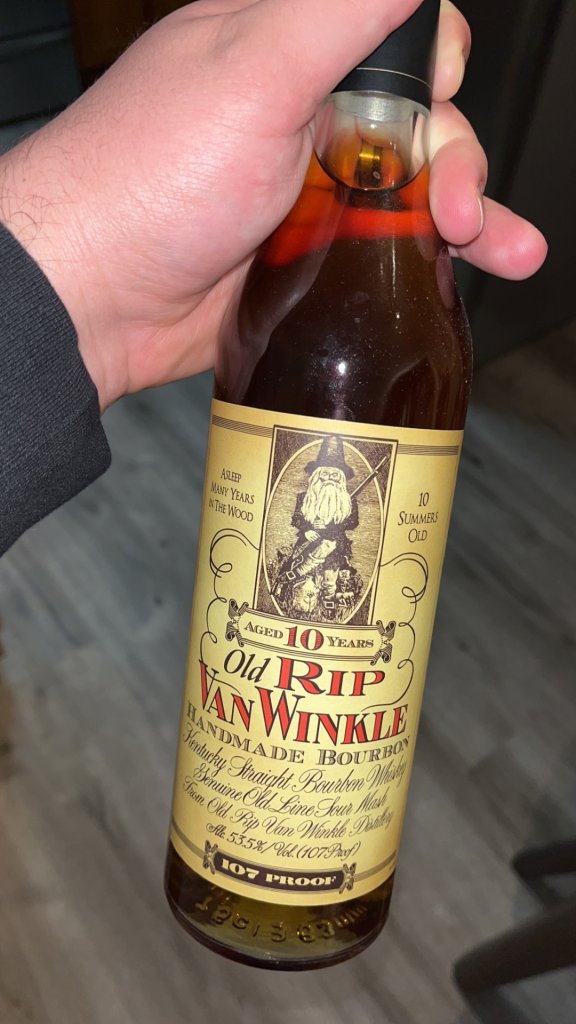 ASLEEP
MANY YEARS
IN THE WOOD
10
SUMMERS
OLD
AGED 10 YEARS
Old RIP
VAN WINKLE
HANDMADE BOURBON
Kentucky Straight Bourbon Whiskey
Genuine Old Line Sour Mash
From Old Rip Van Winkle Distillery
Alc. 53.5%/Vol. (107 Proof)
107 PROOF